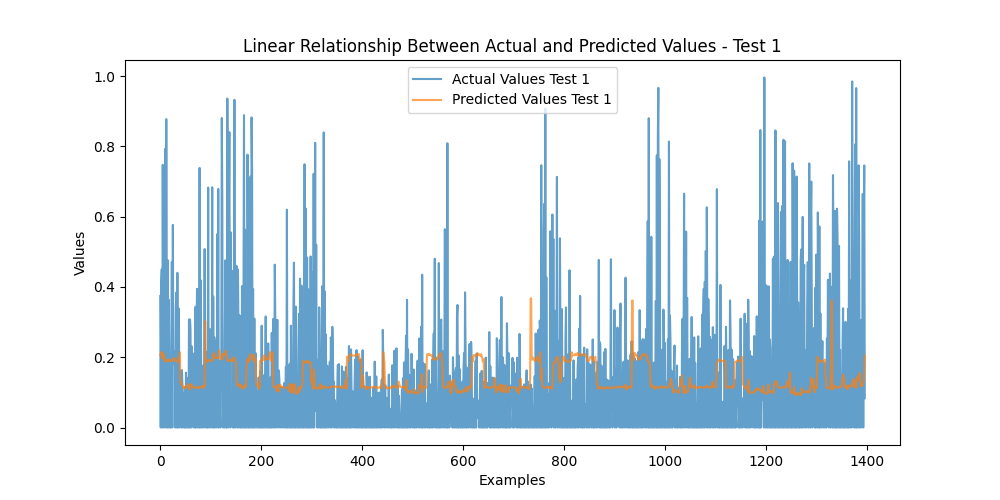 Linear Relationship Between Actual and Predicted Values - Test 1
Actual Values Test 1
Predicted Values Test 1
1.0
0.8
0.6
0.4
0.2
0.0
Values
0 200 400 600 800 1000 1200 1400
Examples